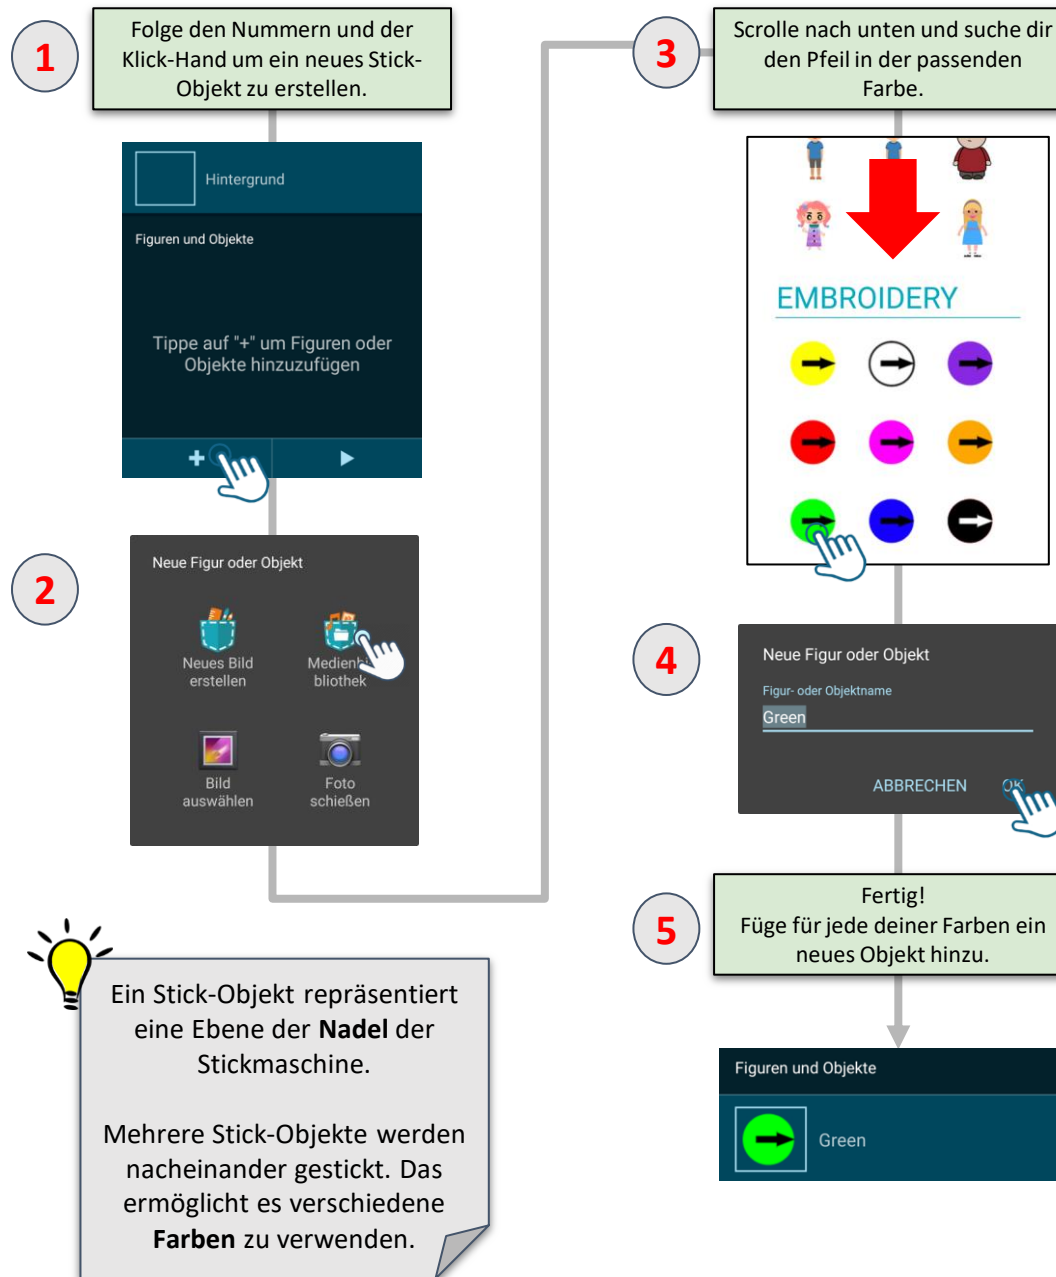 1
Folge den Nummern und der
Klick-Hand um ein neues Stick-
Objekt zu erstellen.
Hintergrund
Figuren und Objekte
Tippe auf "+" um Figuren oder
Objekte hinzuzufügen
2
Neue Figur oder Objekt
Neues Bild
erstellen
Medienbi
bliothek
Bild
auswählen
Foto
schießen
Ein Stick-Objekt repräsentiert
eine Ebene der Nadel der
Stickmaschine.
Mehrere Stick-Objekte werden
nacheinander gestickt. Das
ermöglicht es verschiedene
Farben zu verwenden.
3
Scrolle nach unten und suche dir
den Pfeil in der passenden
Farbe.
EMBROIDERY
4
Neue Figur oder Objekt
Figur- oder Objektname
Green
ABBRECHEN OK
5
Fertig!
Füge für jede deiner Farben ein
neues Objekt hinzu.
Figuren und Objekte
Green